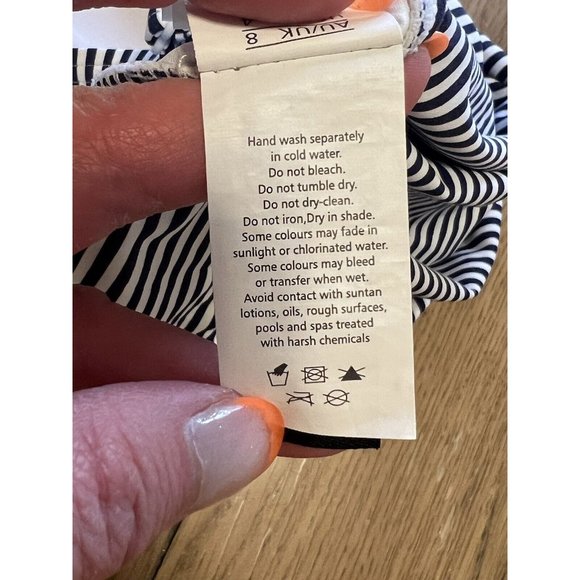 AU/UK
8
Hand wash separately
in cold water.
Do not bleach.
Do not tumble dry.
Do not dry-clean.
Do not iron,Dry in shade.
Some colours may fade in
sunlight or chlorinated water.
Some colours may bleed
or transfer when wet.
Avoid contact with suntan
lotions, oils, rough surfaces,
pools and spas treated
with harsh chemicals